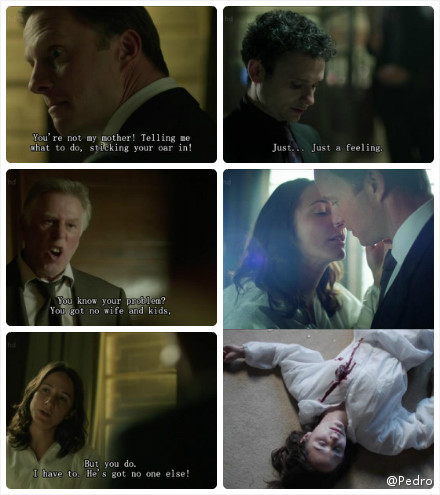 You're not my mother! Telling me
what to do, sticking your oar in!
Just... Just a feeling.
You know your problem?
You got no wife and kids,
But you do.
I have to. He's got no one else!
@Pedro